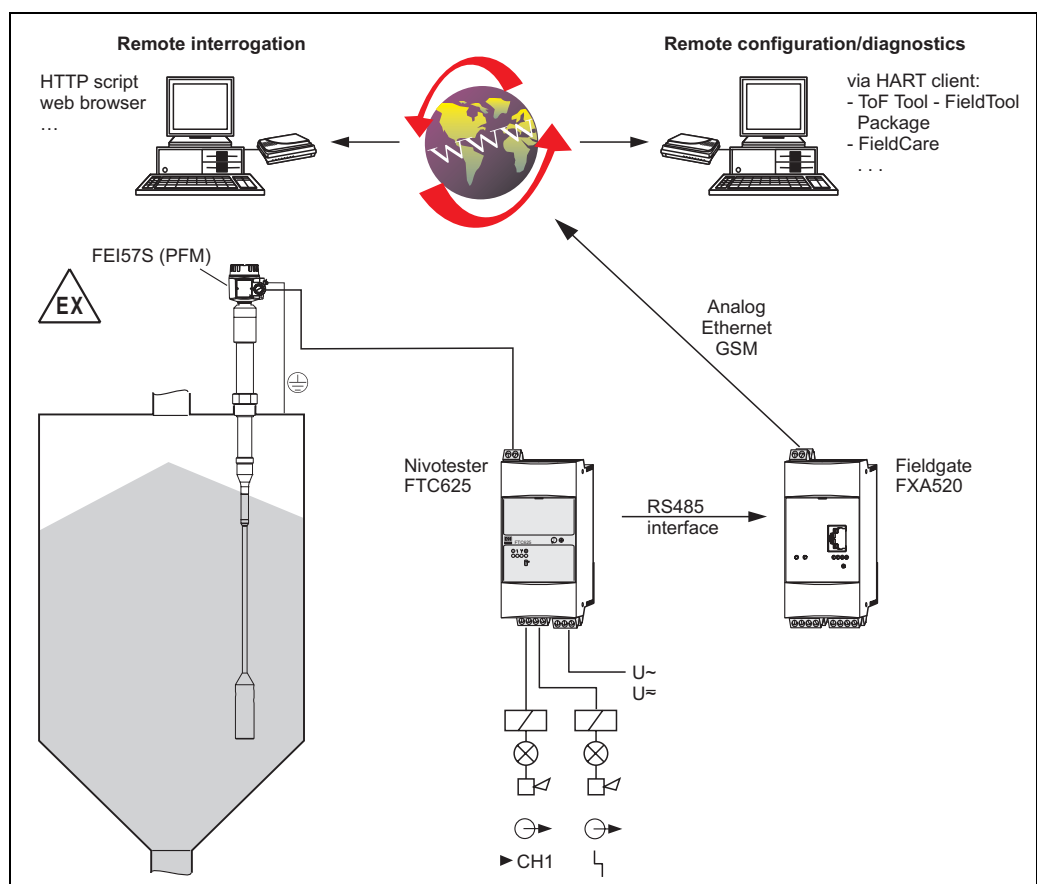 Remote interrogation
HTTP script
web browser
…
WWW
Remote configuration/diagnostics
via HART client:
- ToF Tool - FieldTool
Package
- FieldCare
. . .
FEI57S (PFM)
EX
Analog
Ethernet
GSM
Nivotester
FTC625
RS485
interface
Fieldgate
FXA520
FTC625
U~
U≂
CH1